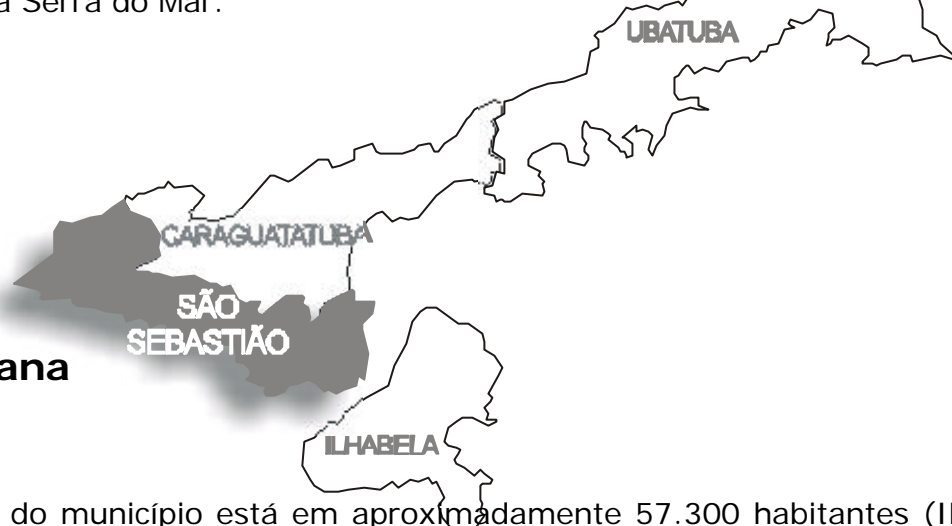 a Serra do Mar.
UBATUBA
CARAGUATATUBA
SÃO
SEBASTIÃO
ana
ILHABELA
do município está em aproximadamente 57.300 habitantes